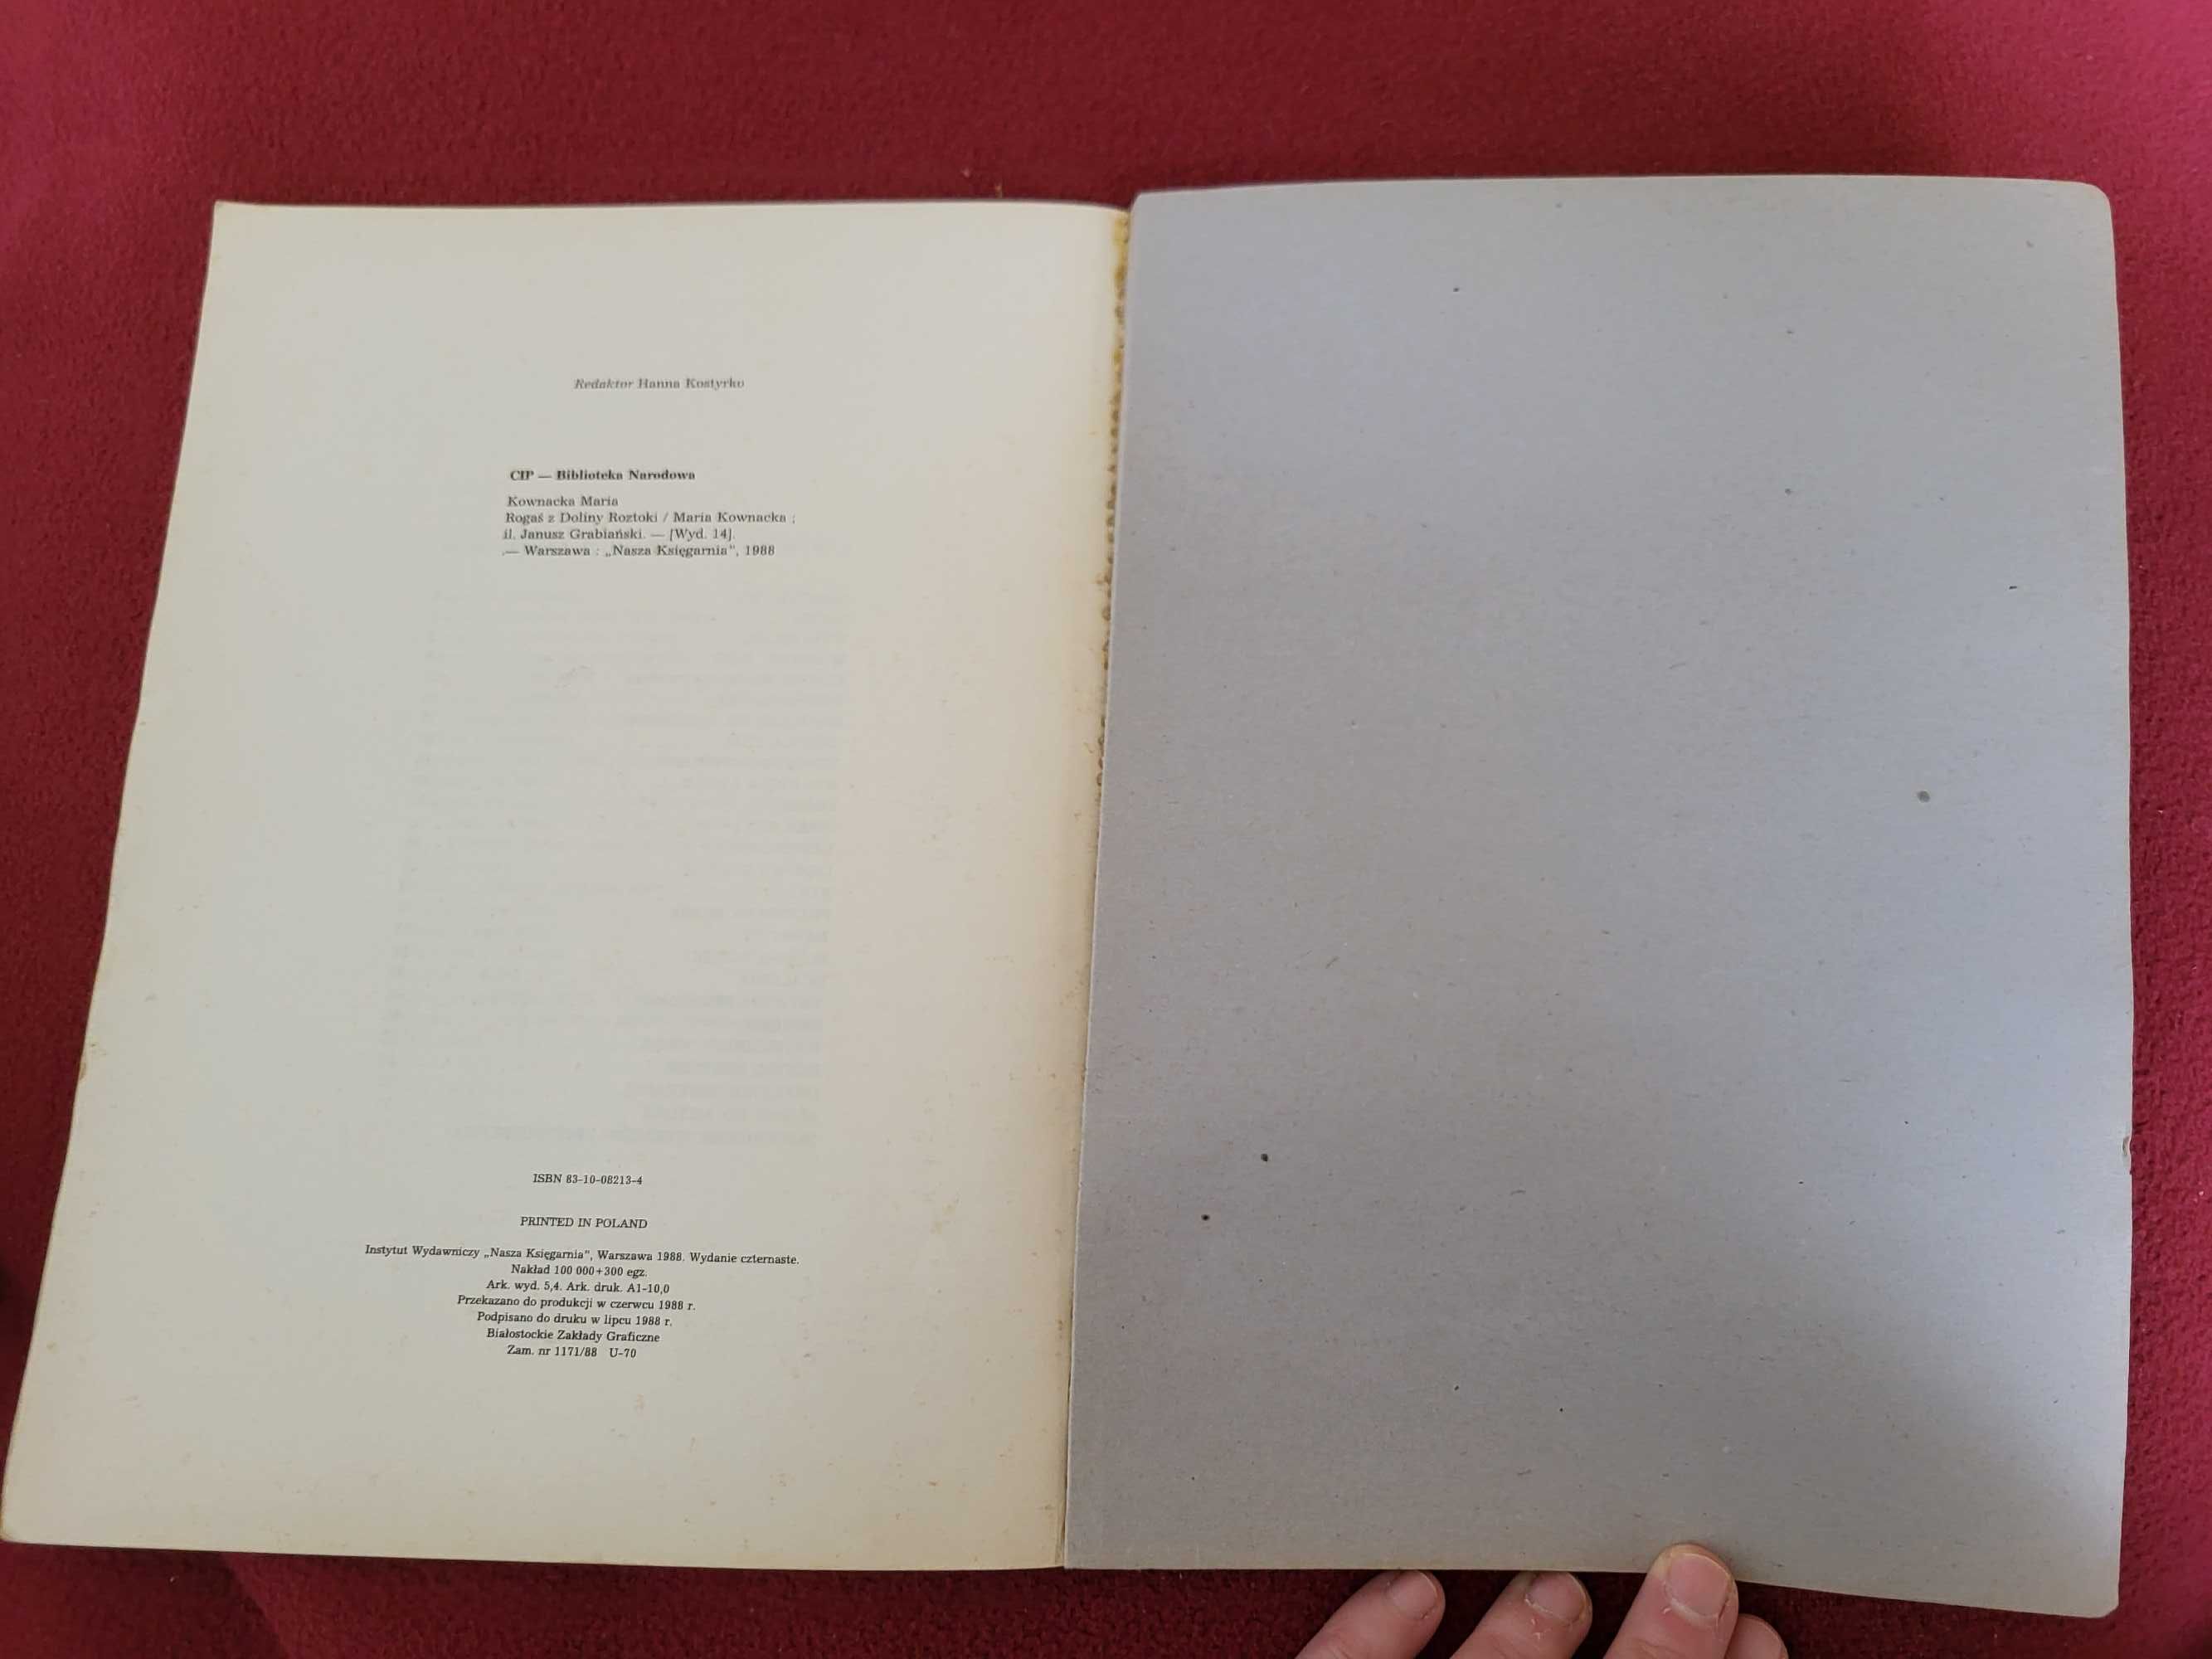 Redaktor Hanna Kostyrko
CIP — Biblioteka Narodowa
Kownacka Maria
Rogaś z Doliny Roztoki / Maria Kownacka ;
il. Janusz Grabiański. — [Wyd. 14].
.— Warszawa : „Nasza Księgarnia", 1988
ISBN 83-10-08213-4
PRINTED IN POLAND
Instytut Wydawniczy „Nasza Księgarnia", Warszawa 1988. Wydanie czternaste.
Nakład 100 000+300 egz.
Ark. wyd. 5,4. Ark. druk. A1-10,0
Przekazano do produkcji w czerwcu 1988 r.
Podpisano do druku w lipcu 1988 r.
Białostockie Zakłady Graficzne
Zam. nr 1171/88 U-70